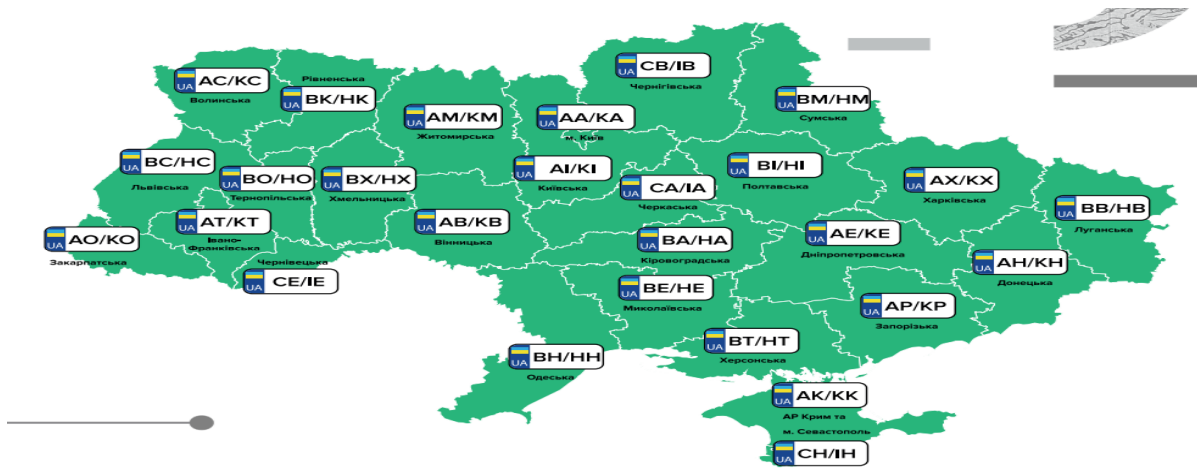 UA CB/IB
Чернігівська
UA AC/KC
Волинська
Рівненська
UA BK/HK
UA BM/HM
Сумська
UA AM/KM
Житомирська
UA AA/KA
м. Київ
UA BC/HC
Львівська
UA BO/HO
Тернопільська
UA BX/HX
Хмельницька
UA AI/KI
Київська
UA CA/IA
Черкаська
UA BI/HI
Полтавська
UA AX/KX
Харківська
UA BB/HB
Луганська
UA AO/KO
Закарпатська
UA AT/KT
Івано-
Франківська
Чернівецька
UA CE/IE
UA AB/KB
Вінницька
UA BA/HA
Кіровоградська
UA AE/KE
Дніпропетровська
UA AH/KH
Донецька
UA BE/HE
Миколаївська
UA AP/KP
Запорізька
UA BH/HH
Одеська
UA BT/HT
Херсонська
UA AK/KK
АР Крим та
м. Севастополь
UA CH/IH